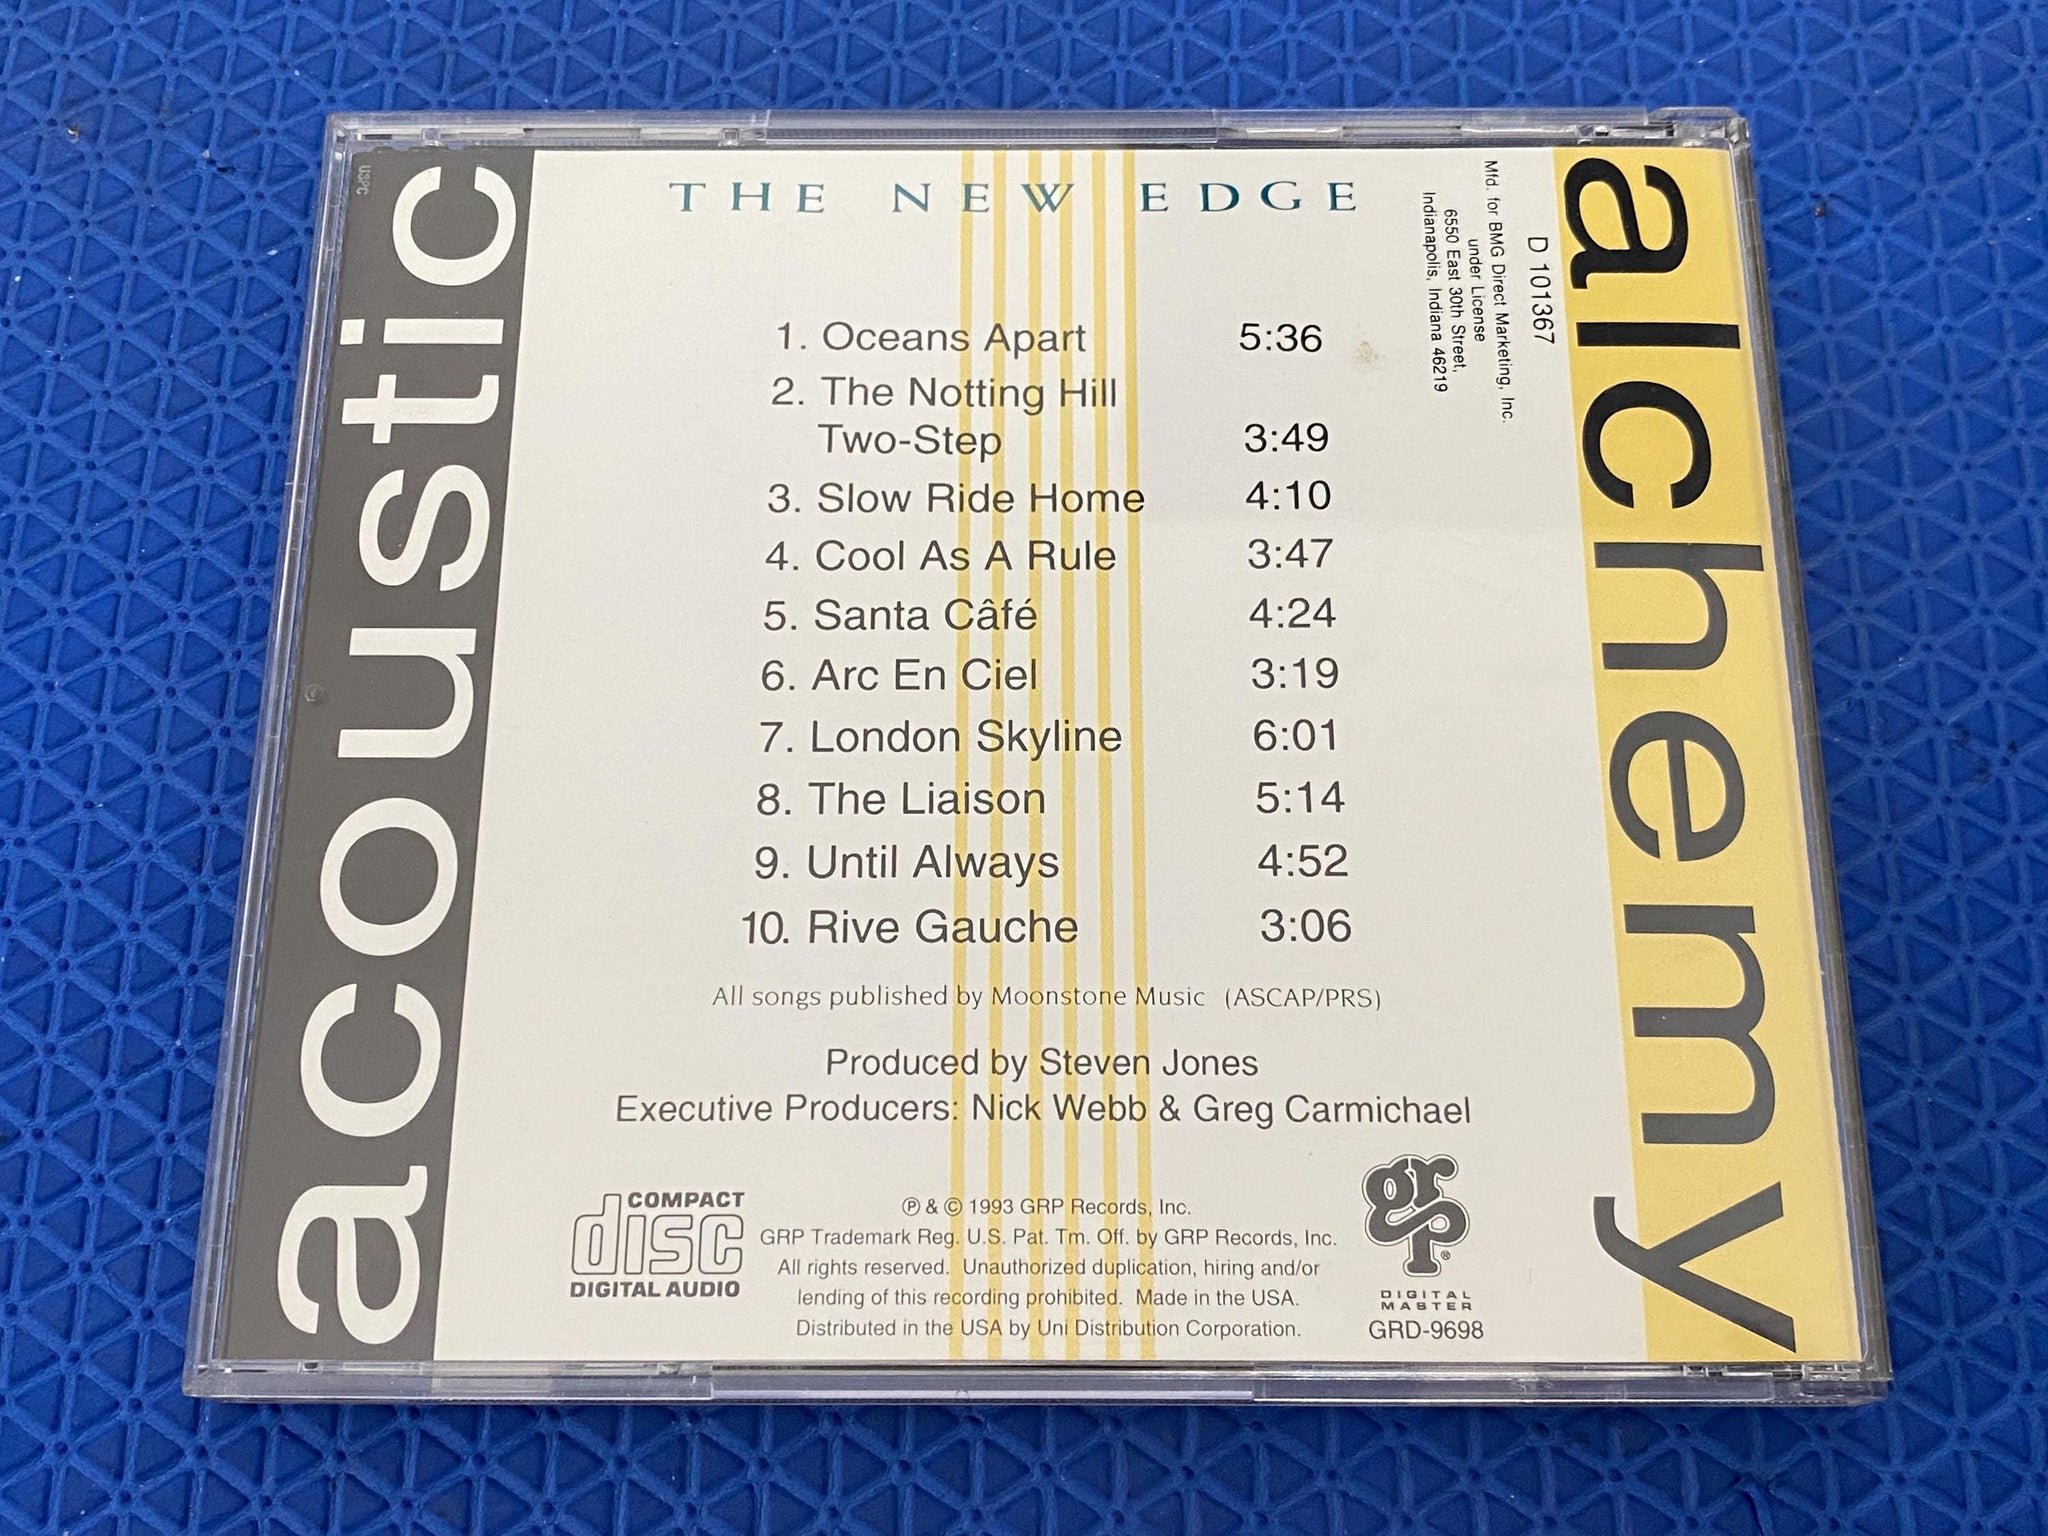 acoustic
THE NEW EDGE
1. Oceans Apart 5:36
2. The Notting Hill
Two-Step 3:49
3. Slow Ride Home 4:10
4. Cool As A Rule 3:47
5. Santa Câfé 4:24
6. Arc En Ciel 3:19
7. London Skyline 6:01
8. The Liaison 5:14
9. Until Always 4:52
10. Rive Gauche 3:06
All songs published by Moonstone Music (ASCAP/PRS)
Produced by Steven Jones
Executive Producers: Nick Webb & Greg Carmichael
COMPACT
disc
DIGITAL AUDIO
℗ & © 1993 GRP Records, Inc.
GRP Trademark Reg. U.S. Pat. Tm. Off. by GRP Records, Inc.
All rights reserved. Unauthorized duplication, hiring and/or
lending of this recording prohibited. Made in the USA.
Distributed in the USA by Uni Distribution Corporation.
grp®
DIGITAL
MASTER
GRD-9698
D 101367
Mfd. for BMG Direct Marketing, Inc.
under License
6550 East 30th Street,
Indianapolis, Indiana 46219
alchemy